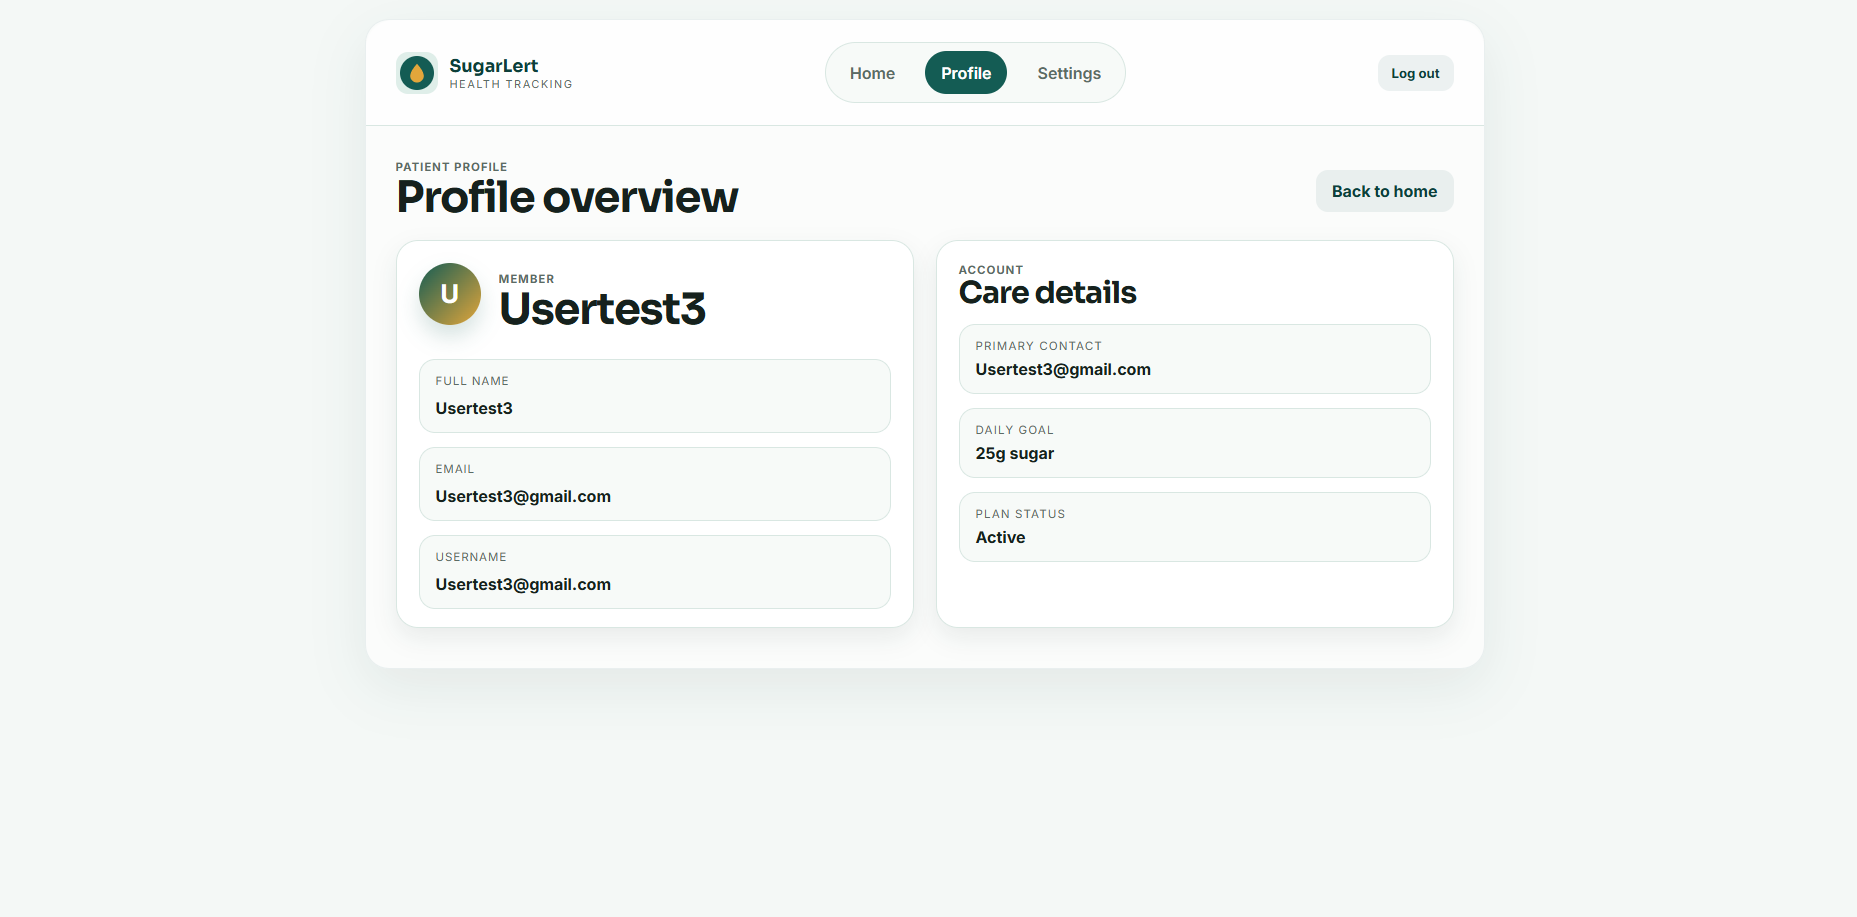 SugarLert
HEALTH TRACKING
Home
Profile
Settings
Log out
PATIENT PROFILE
Profile overview
Back to home
U
MEMBER
Usertest3
FULL NAME
Usertest3
EMAIL
Usertest3@gmail.com
USERNAME
Usertest3@gmail.com
ACCOUNT
Care details
PRIMARY CONTACT
Usertest3@gmail.com
DAILY GOAL
25g sugar
PLAN STATUS
Active